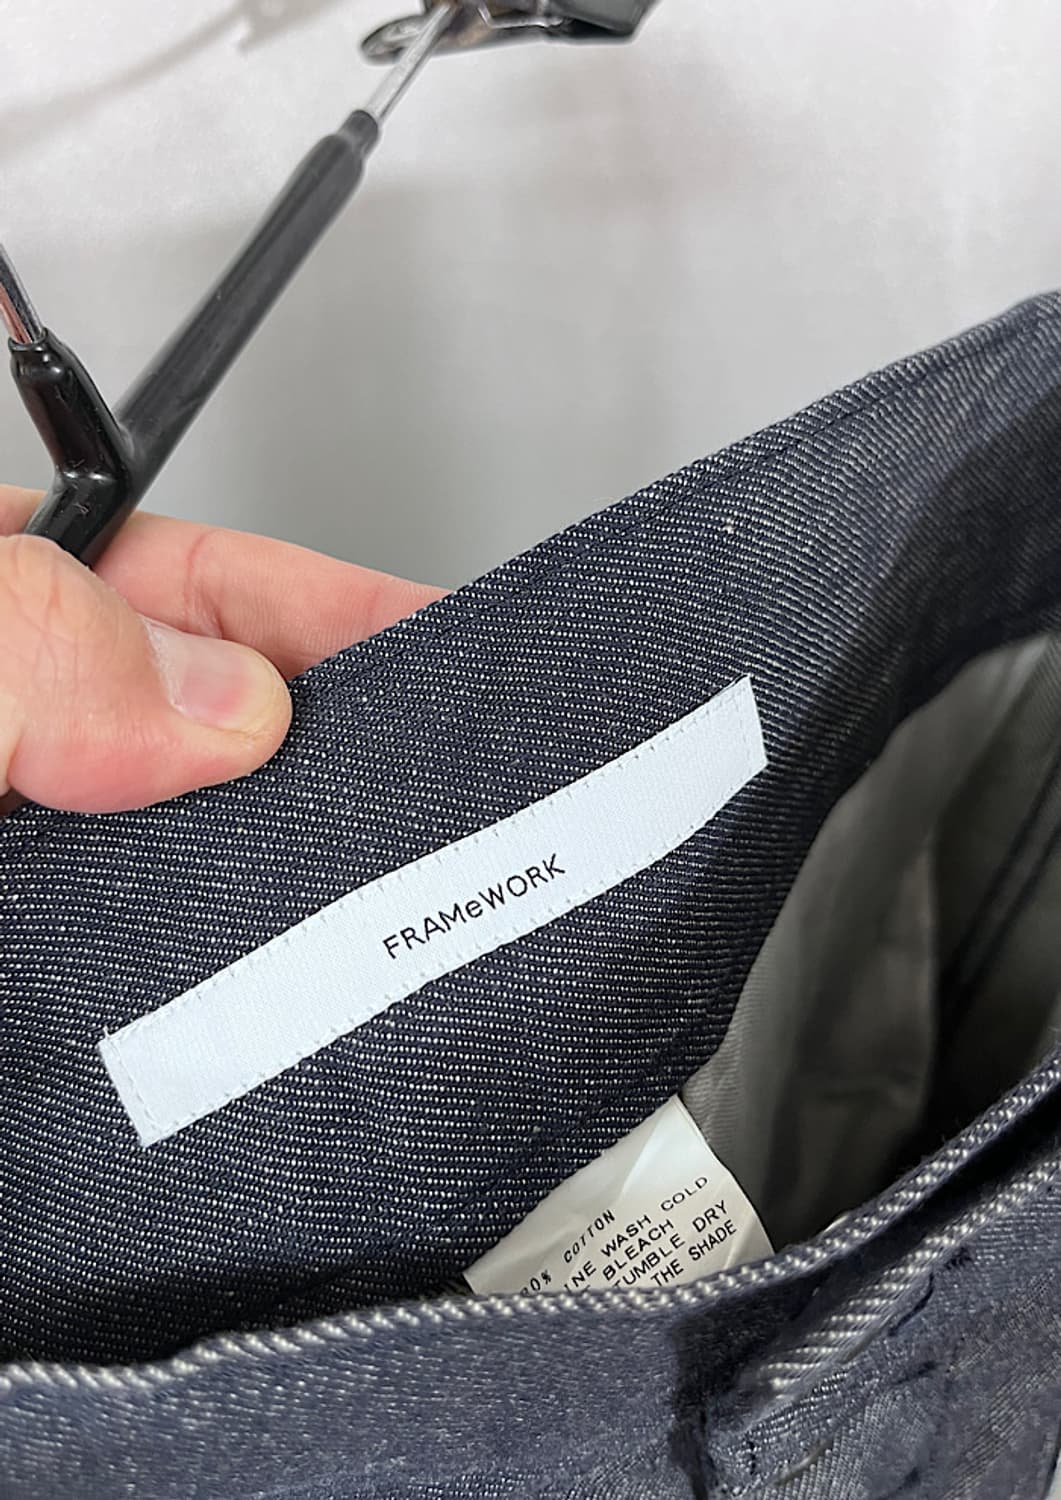 FRAMeWORK
COTTON
WASH COLD
BLEACH
TUMBLE DRY
THE SHADE